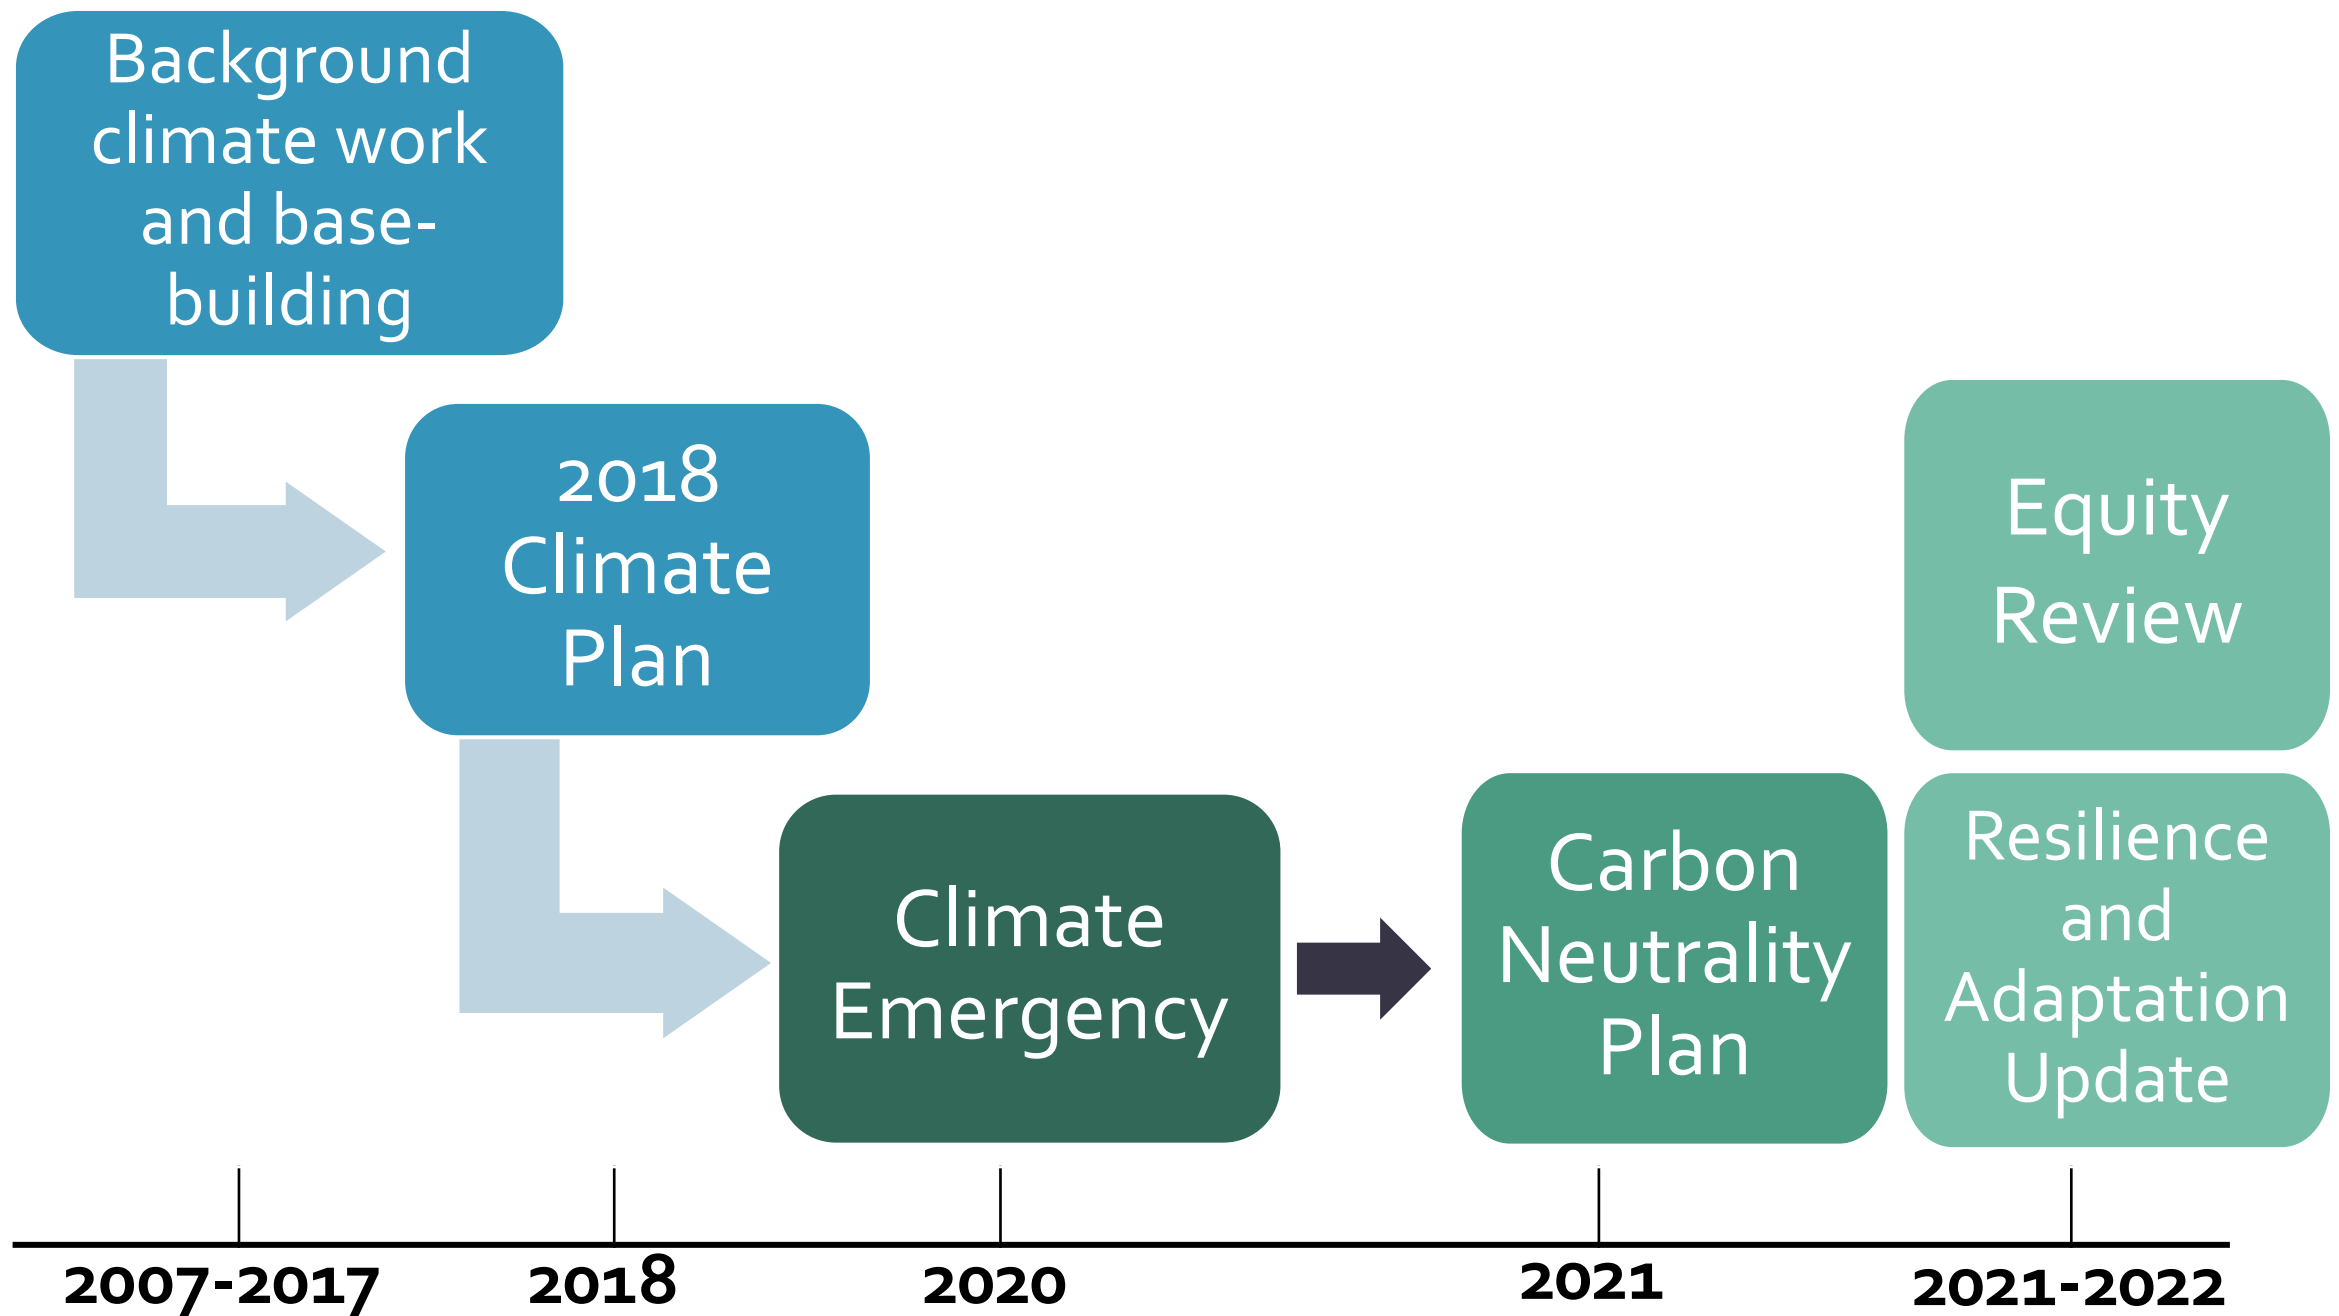 Background
climate work
and base-
building
2018
Climate
Plan
Climate
Emergency
Carbon
Neutrality
Plan
Equity
Review
Resilience
and
Adaptation
Update
2007-2017
2018
2020
2021
2021-2022